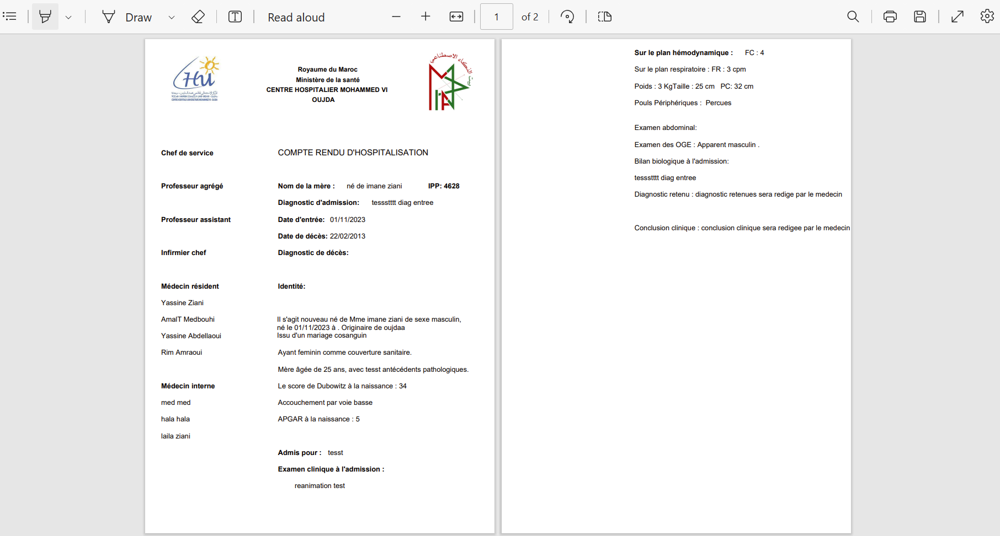 Draw
Read aloud
1
of 2
Hu
CENTRE HOSPITALIER UNIVERSITAIRE MOHAMMED VI - OUJDA
Royaume du Maroc
Ministère de la santé
CENTRE HOSPITALIER MOHAMMED VI
OUJDA
بيت الذكاء الاصطناعي
Chef de service
COMPTE RENDU D'HOSPITALISATION
Professeur agrégé
Nom de la mère : né de imane ziani IPP: 4628
Diagnostic d'admission: tessstttt diag entree
Professeur assistant
Date d'entrée: 01/11/2023
Date de décès: 22/02/2013
Infirmier chef
Diagnostic de décès:
Médecin résident
Identité:
Yassine Ziani
AmalT Medbouhi
Il s'agit nouveau né de Mme imane ziani de sexe masculin,
né le 01/11/2023 à . Originaire de oujdaa
Yassine Abdellaoui
Issu d'un mariage cosanguin
Rim Amraoui
Ayant feminin comme couverture sanitaire.
Mère âgée de 25 ans, avec tesst antécédents pathologiques.
Médecin interne
Le score de Dubowitz à la naissance : 34
med med
Accouchement par voie basse
hala hala
APGAR à la naissance : 5
laila ziani
Admis pour : tesst
Examen clinique à l'admission :
reanimation test
Sur le plan hémodynamique : FC : 4
Sur le plan respiratoire : FR : 3 cpm
Poids : 3 KgTaille : 25 cm PC: 32 cm
Pouls Périphériques : Percues
Examen abdominal:
Examen des OGE : Apparent masculin .
Bilan biologique à l'admission:
tessstttt diag entree
Diagnostic retenu : diagnostic retenues sera redige par le medecin
Conclusion clinique : conclusion clinique sera redigee par le medecin